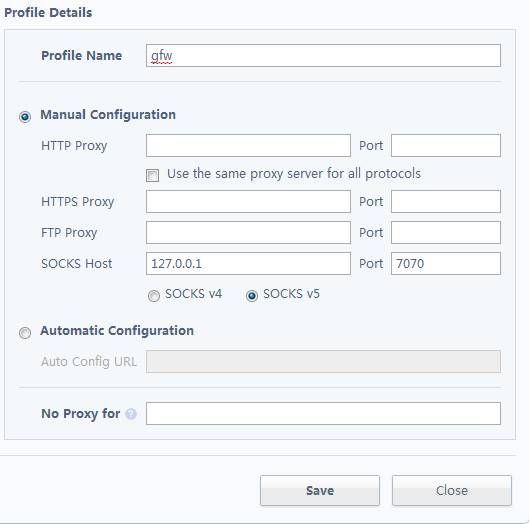 Profile Details
Profile Name gfw
Manual Configuration
HTTP Proxy Port
Use the same proxy server for all protocols
HTTPS Proxy Port
FTP Proxy Port
SOCKS Host 127.0.0.1 Port 7070
SOCKS v4 SOCKS v5
Automatic Configuration
Auto Config URL
No Proxy for ?
Save Close